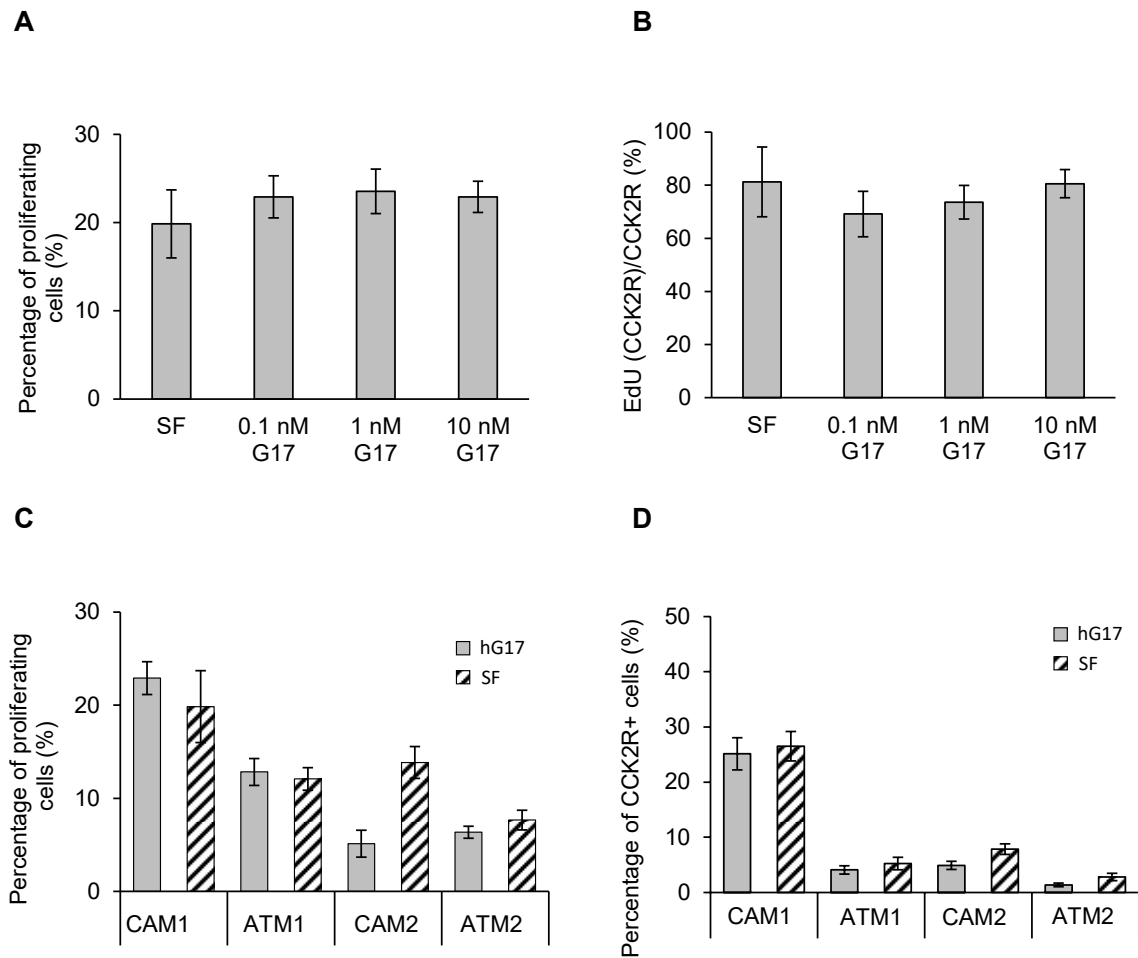 A
Percentage of proliferating
cells (%)
30
20
10
0
SF
0.1 nM
G17
1 nM
G17
10 nM
G17
B
EdU (CCK2R)/CCK2R (%)
100
80
60
40
20
0
SF
0.1 nM
G17
1 nM
G17
10 nM
G17
C
Percentage of proliferating
cells (%)
30
20
10
0
hG17
SF
CAM1
ATM1
CAM2
ATM2
D
Percentage of CCK2R+ cells (%)
50
40
30
20
10
0
hG17
SF
CAM1
ATM1
CAM2
ATM2